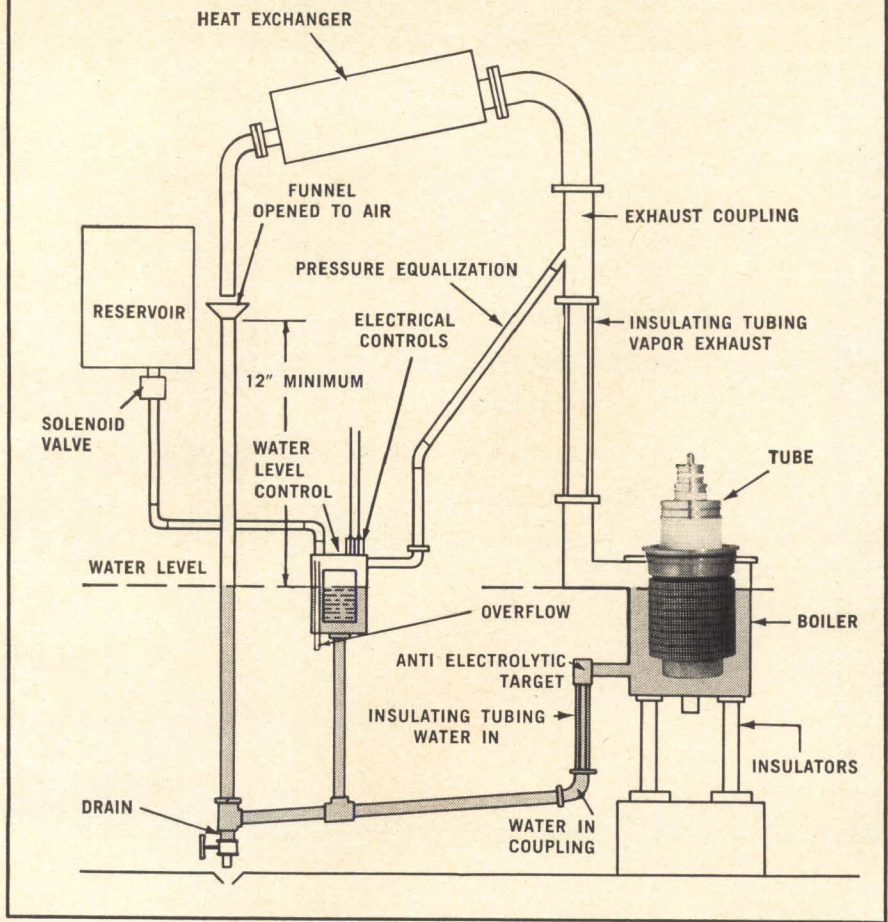 HEAT EXCHANGER
FUNNEL
OPENED TO AIR
EXHAUST COUPLING
PRESSURE EQUALIZATION
RESERVOIR
ELECTRICAL
CONTROLS
INSULATING TUBING
VAPOR EXHAUST
12" MINIMUM
SOLENOID
VALVE
WATER
LEVEL
CONTROL
TUBE
WATER LEVEL
OVERFLOW
BOILER
ANTI ELECTROLYTIC
TARGET
INSULATING TUBING
WATER IN
INSULATORS
DRAIN
WATER IN
COUPLING